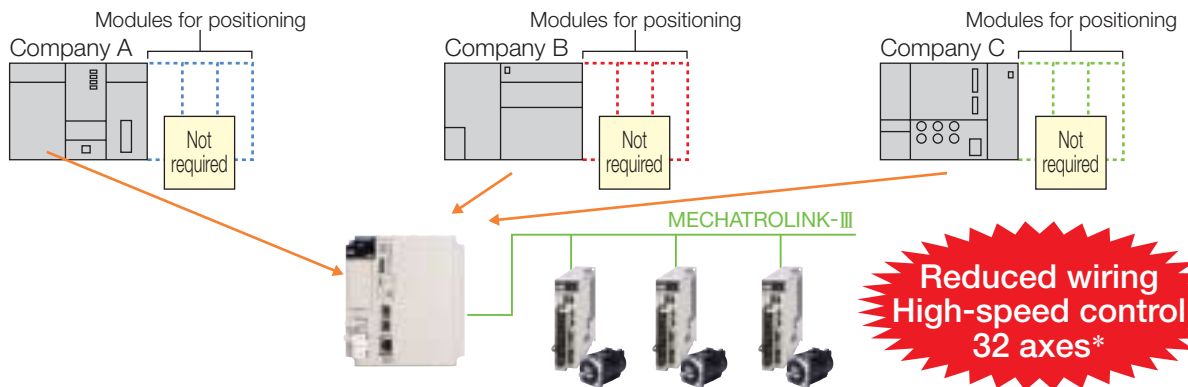 Modules for positioning
Company A
Not
required
Modules for positioning
Company B
Not
required
Modules for positioning
Company C
Not
required
MECHATROLINK-III
Reduced wiring
High-speed control
32 axes*